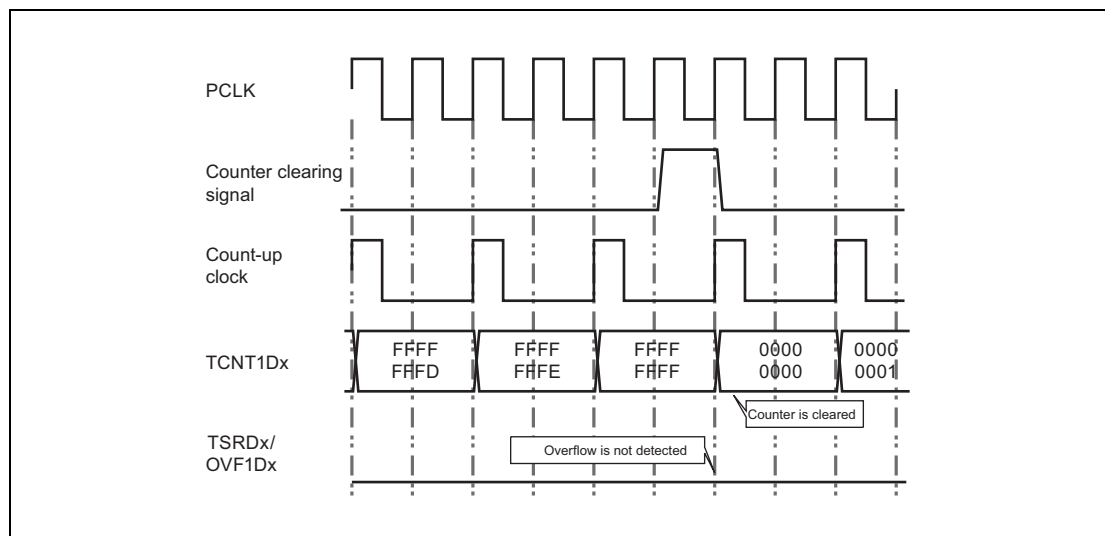 PCLK
Counter clearing
signal
Count-up
clock
TCNT1Dx
FFFF
FFFD
FFFF
FFFE
FFFF
FFFF
0000
0000
0000
0001
Counter is cleared
TSRDx/
OVF1Dx
Overflow is not detected